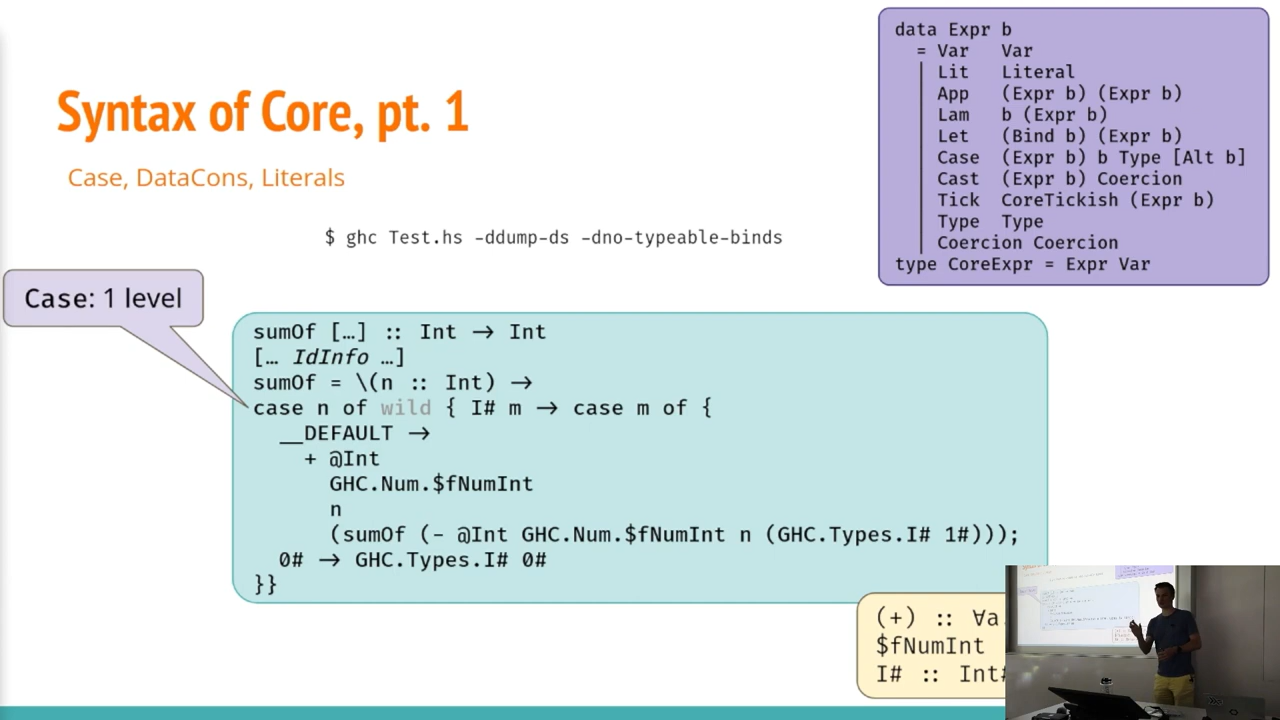 Syntax of Core, pt. 1
Case, DataCons, Literals
$ ghc Test.hs -ddump-ds -dno-typeable-binds
data Expr b
= Var Var
| Lit Literal
| App (Expr b) (Expr b)
| Lam b (Expr b)
| Let (Bind b) (Expr b)
| Case (Expr b) b Type [Alt b]
| Cast (Expr b) Coercion
| Tick CoreTickish (Expr b)
| Type Type
| Coercion Coercion
type CoreExpr = Expr Var
Case: 1 level
sumOf […] :: Int → Int
[… IdInfo …]
sumOf = \(n :: Int) →
case n of wild { I# m → case m of {
__DEFAULT →
+ @Int
GHC.Num.$fNumInt
n
(sumOf (- @Int GHC.Num.$fNumInt n (GHC.Types.I# 1#)));
0# → GHC.Types.I# 0#
}}
(+) :: ∀a
$fNumInt
I# :: Int#